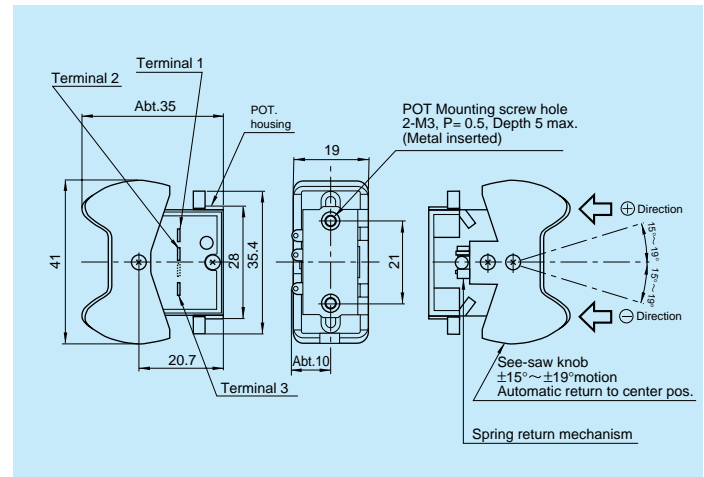 Terminal 1
Terminal 2
Abt.35
POT.
housing
POT Mounting screw hole
2-M3, P= 0.5, Depth 5 max.
(Metal inserted)
19
⊕ Direction
15°～19°
15°～19°
41
28
35.4
21
⊖ Direction
20.7
Abt.10
Terminal 3
See-saw knob
±15°～±19°motion
Automatic return to center pos.
Spring return mechanism